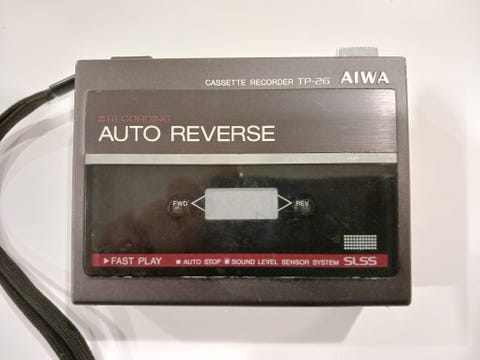 CASSETTE RECORDER TP-26 AIWA
RECORDING
AUTO REVERSE
FWD REV
FAST PLAY AUTO STOP SOUND LEVEL SENSOR SYSTEM SLSS